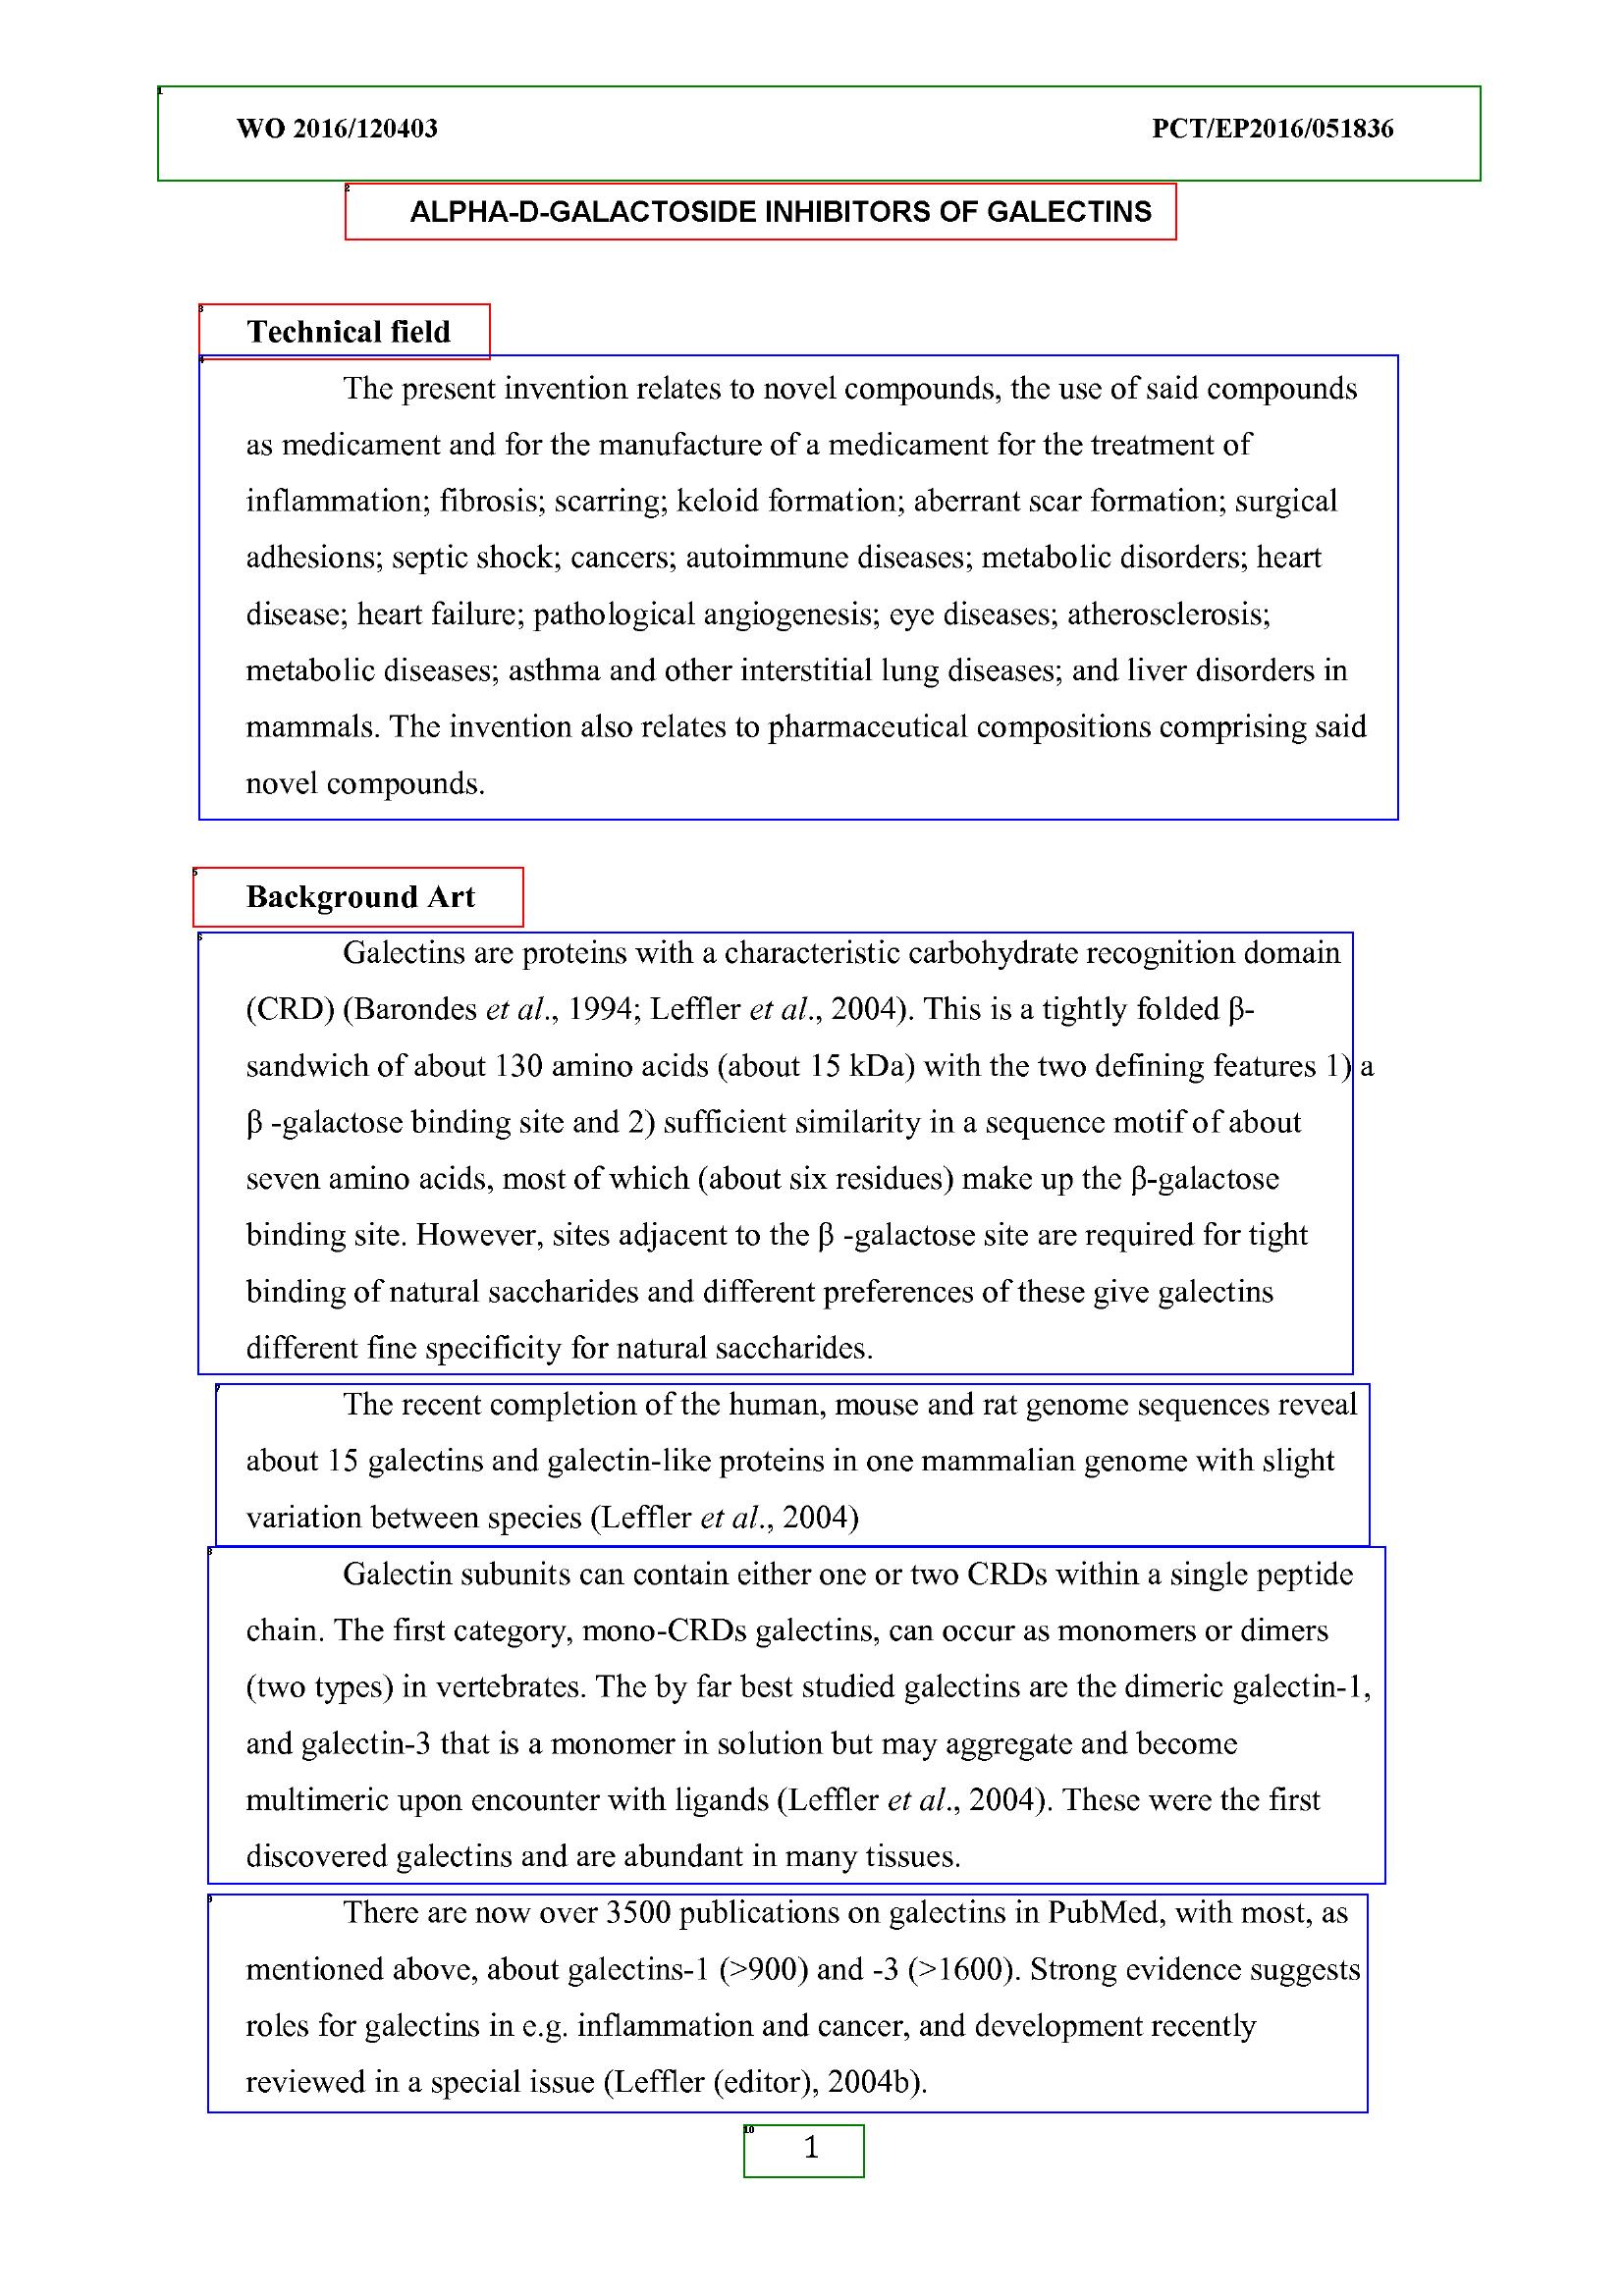 1
WO 2016/120403 PCT/EP2016/051836
2
ALPHA-D-GALACTOSIDE INHIBITORS OF GALECTINS
3
Technical field
4
The present invention relates to novel compounds, the use of said compounds
as medicament and for the manufacture of a medicament for the treatment of
inflammation; fibrosis; scarring; keloid formation; aberrant scar formation; surgical
adhesions; septic shock; cancers; autoimmune diseases; metabolic disorders; heart
disease; heart failure; pathological angiogenesis; eye diseases; atherosclerosis;
metabolic diseases; asthma and other interstitial lung diseases; and liver disorders in
mammals. The invention also relates to pharmaceutical compositions comprising said
novel compounds.
5
Background Art
6
Galectins are proteins with a characteristic carbohydrate recognition domain
(CRD) (Barondes et al., 1994; Leffler et al., 2004). This is a tightly folded β-
sandwich of about 130 amino acids (about 15 kDa) with the two defining features 1) a
β -galactose binding site and 2) sufficient similarity in a sequence motif of about
seven amino acids, most of which (about six residues) make up the β-galactose
binding site. However, sites adjacent to the β -galactose site are required for tight
binding of natural saccharides and different preferences of these give galectins
different fine specificity for natural saccharides.
7
The recent completion of the human, mouse and rat genome sequences reveal
about 15 galectins and galectin-like proteins in one mammalian genome with slight
variation between species (Leffler et al., 2004)
8
Galectin subunits can contain either one or two CRDs within a single peptide
chain. The first category, mono-CRDs galectins, can occur as monomers or dimers
(two types) in vertebrates. The by far best studied galectins are the dimeric galectin-1,
and galectin-3 that is a monomer in solution but may aggregate and become
multimeric upon encounter with ligands (Leffler et al., 2004). These were the first
discovered galectins and are abundant in many tissues.
9
There are now over 3500 publications on galectins in PubMed, with most, as
mentioned above, about galectins-1 (>900) and -3 (>1600). Strong evidence suggests
roles for galectins in e.g. inflammation and cancer, and development recently
reviewed in a special issue (Leffler (editor), 2004b).
10
1